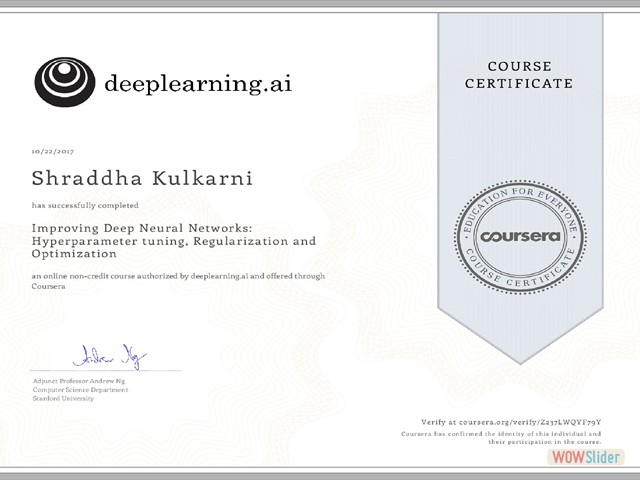 deeplearning.ai
COURSE
CERTIFICATE
10/22/2017
Shraddha Kulkarni
has successfully completed
Improving Deep Neural Networks:
Hyperparameter tuning, Regularization and
Optimization
an online non-credit course authorized by deeplearning.ai and offered through
Coursera
EDUCATION FOR EVERYONE
coursera
COURSE CERTIFICATE
Andrew Ng
Adjunct Professor Andrew Ng
Computer Science Department
Stanford University
Verify at coursera.org/verify/Z237LWQYF79Y
Coursera has confirmed the identity of this individual and
their participation in the course.
WOWSlider